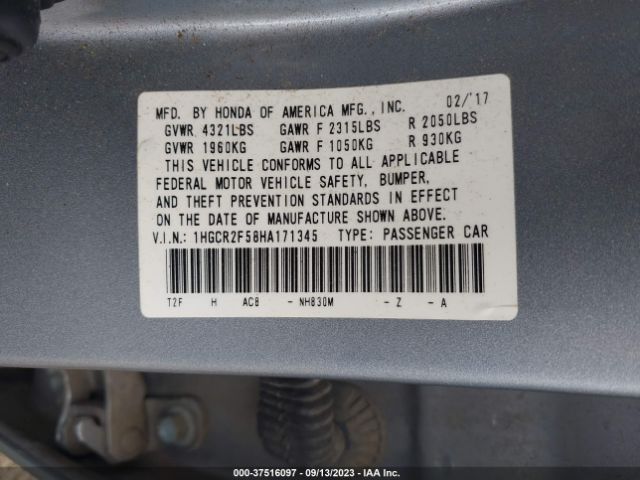 MFD. BY HONDA OF AMERICA MFG., INC. 02/'17
GVWR 4321LBS GAWR F 2315LBS R 2050LBS
GVWR 1960KG GAWR F 1050KG R 930KG
THIS VEHICLE CONFORMS TO ALL APPLICABLE
FEDERAL MOTOR VEHICLE SAFETY, BUMPER,
AND THEFT PREVENTION STANDARDS IN EFFECT
ON THE DATE OF MANUFACTURE SHOWN ABOVE.
V.I.N.: 1HGCR2F58HA171345 TYPE: PASSENGER CAR
T2F H AC8 - NH830M - Z - A
000-37516097 - 09/13/2023 - IAA Inc.